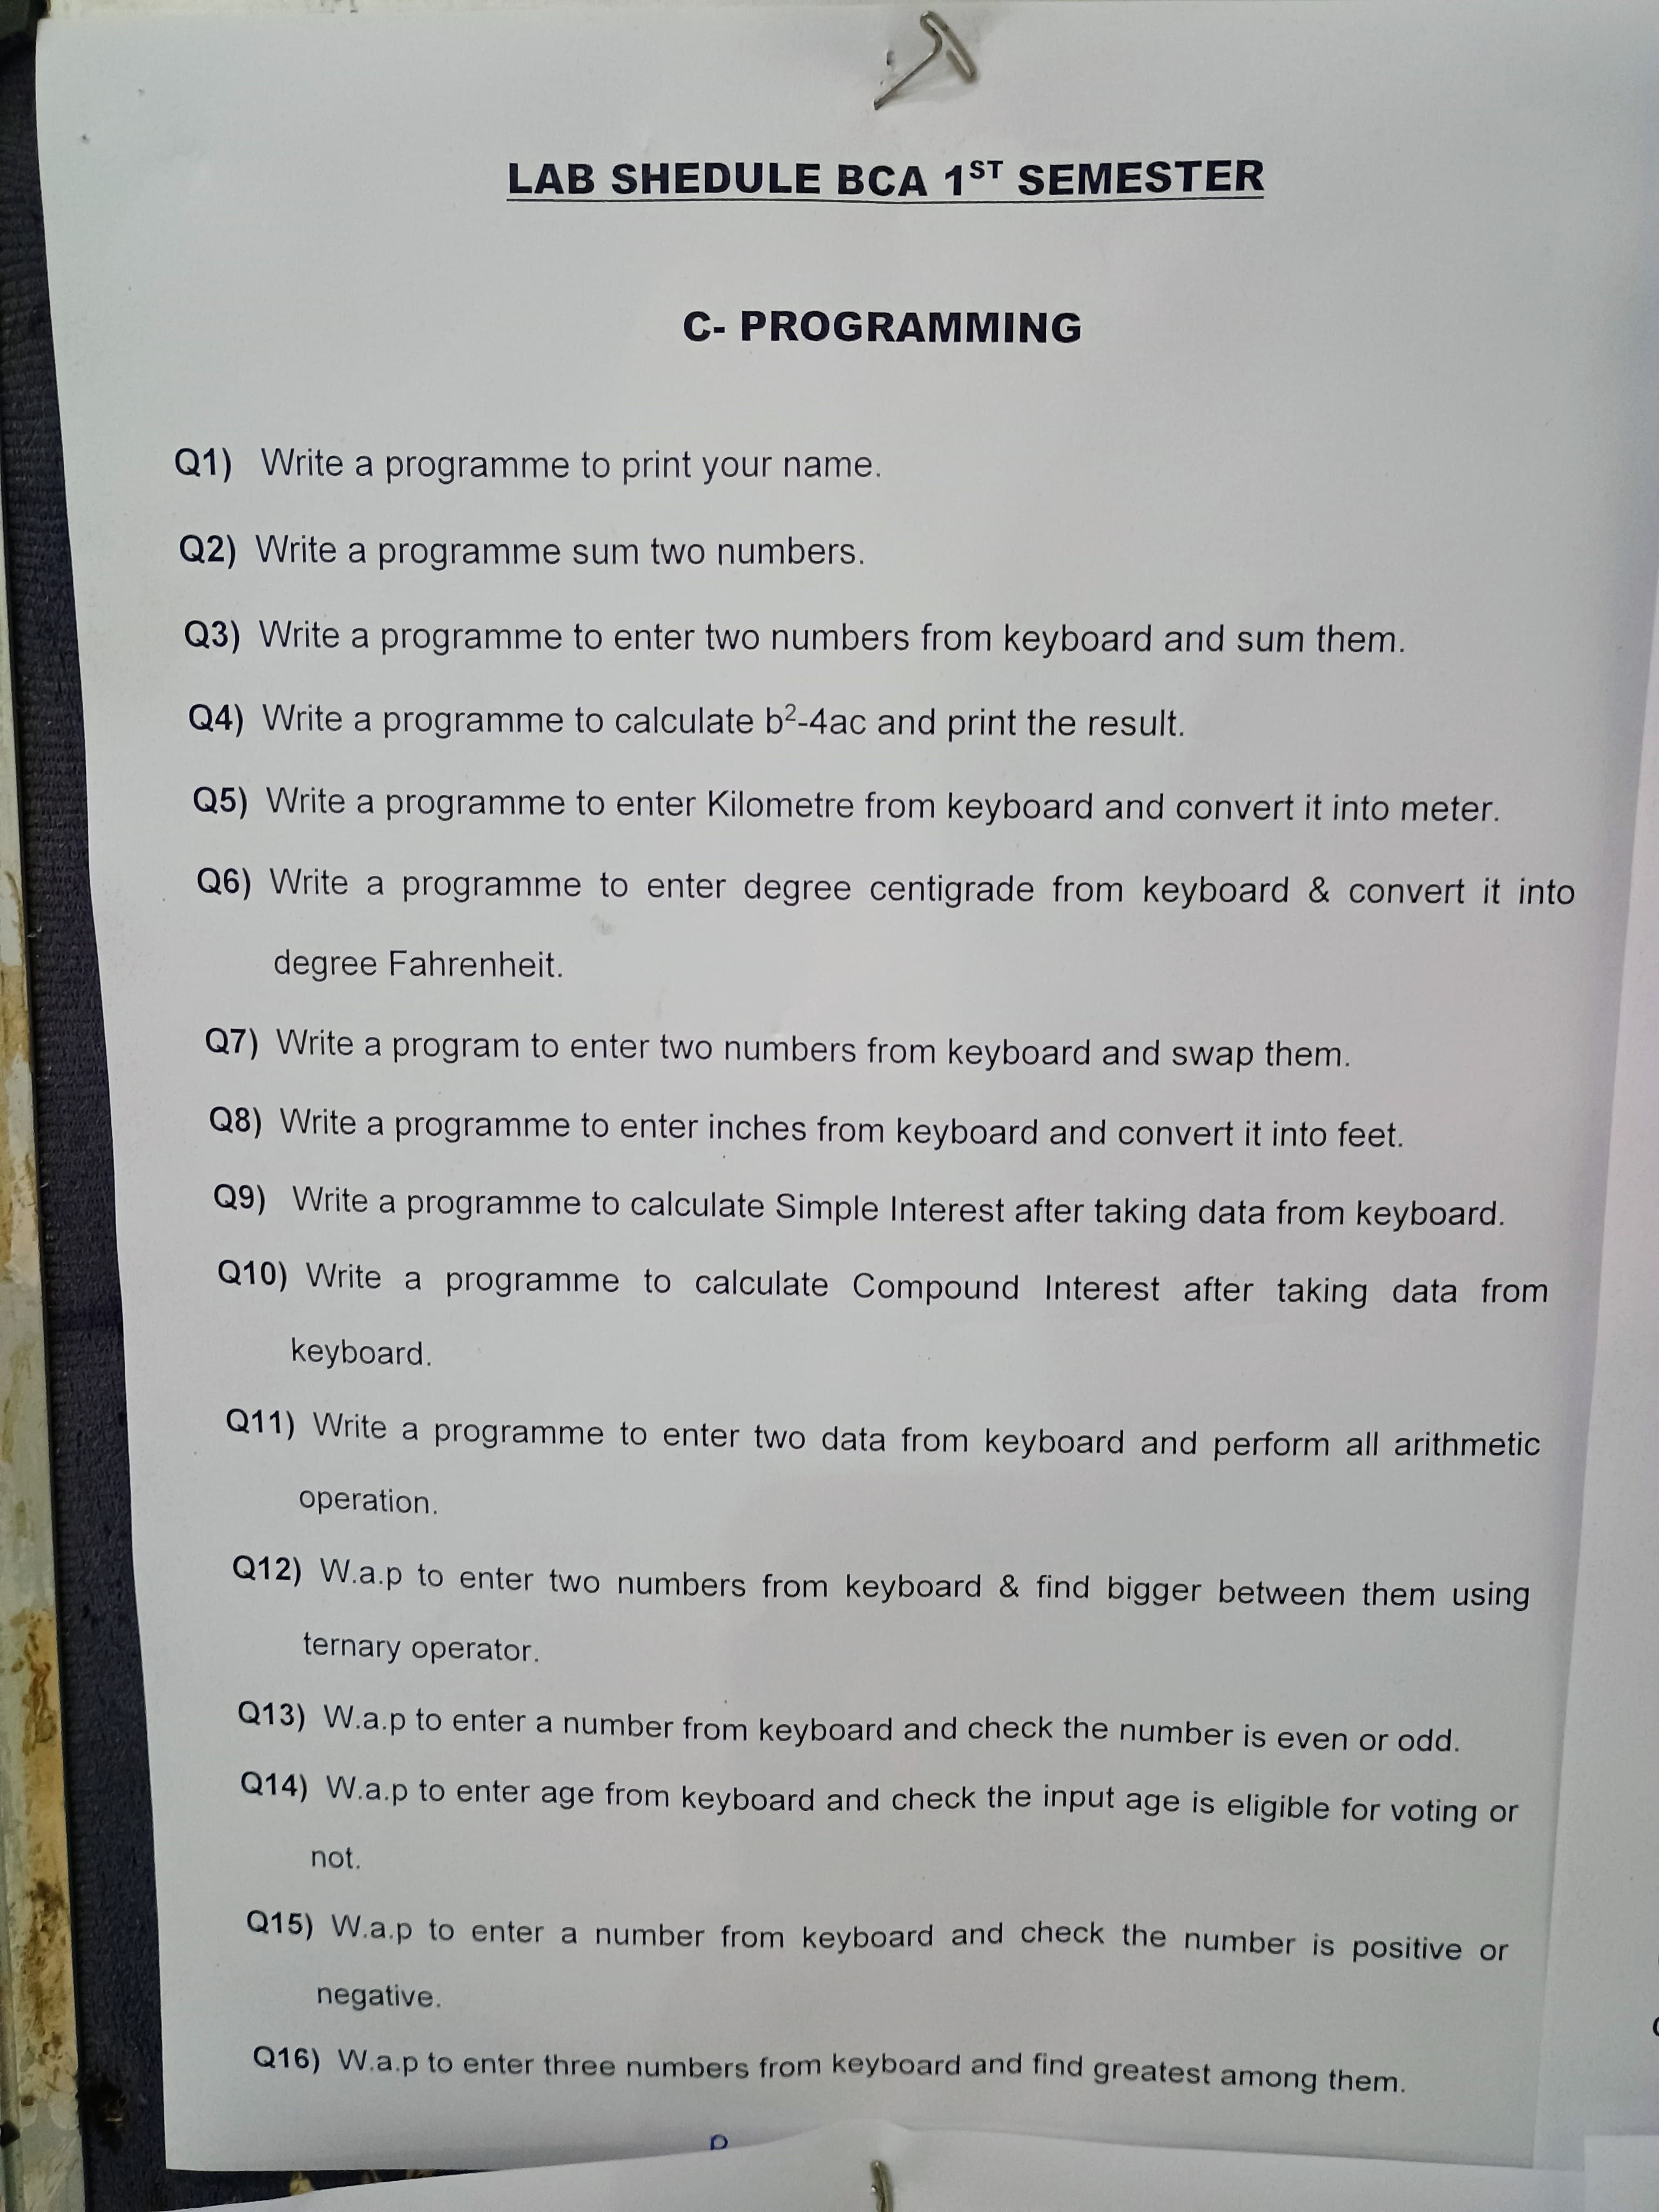 LAB SHEDULE BCA 1ST SEMESTER
C- PROGRAMMING
Q1) Write a programme to print your name.
Q2) Write a programme sum two numbers.
Q3) Write a programme to enter two numbers from keyboard and sum them.
Q4) Write a programme to calculate b²-4ac and print the result.
Q5) Write a programme to enter Kilometre from keyboard and convert it into meter.
Q6) Write a programme to enter degree centigrade from keyboard & convert it into
degree Fahrenheit.
Q7) Write a program to enter two numbers from keyboard and swap them.
Q8) Write a programme to enter inches from keyboard and convert it into feet.
Q9) Write a programme to calculate Simple Interest after taking data from keyboard.
Q10) Write a programme to calculate Compound Interest after taking data from
keyboard.
Q11) Write a programme to enter two data from keyboard and perform all arithmetic
operation.
Q12) W.a.p to enter two numbers from keyboard & find bigger between them using
ternary operator.
Q13) W.a.p to enter a number from keyboard and check the number is even or odd.
Q14) W.a.p to enter age from keyboard and check the input age is eligible for voting or
not.
Q15) W.a.p to enter a number from keyboard and check the number is positive or
negative.
Q16) W.a.p to enter three numbers from keyboard and find greatest among them.